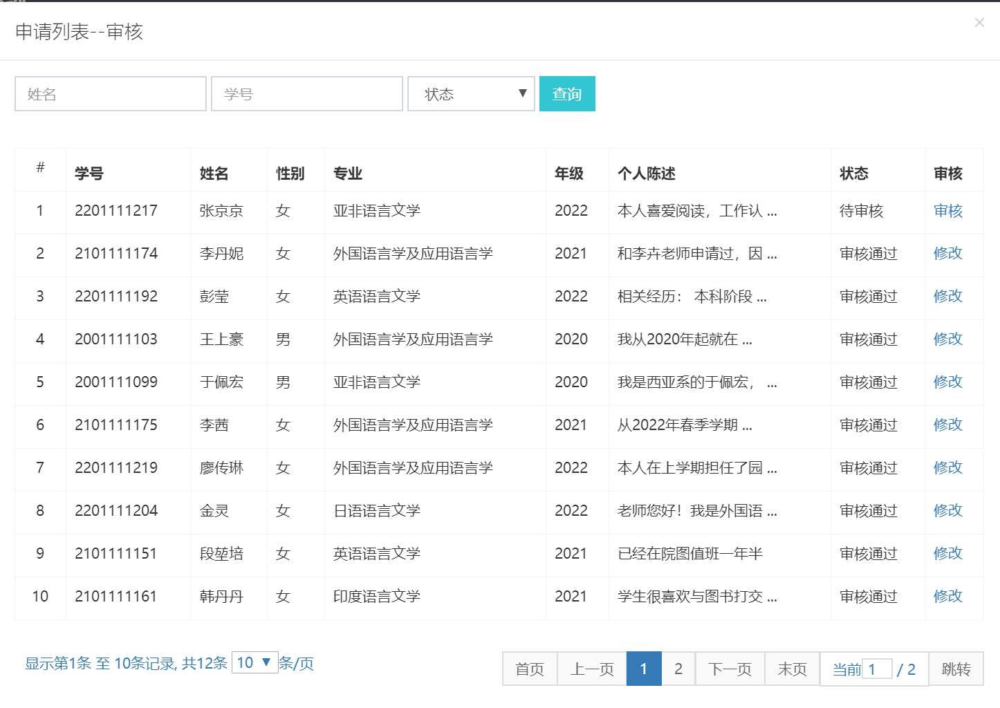 申请列表--审核
×
姓名 学号 状态 ▼ 查询
# 学号 姓名 性别 专业 年级 个人陈述 状态 审核
1 2201111217 张京京 女 亚非语言文学 2022 本人喜爱阅读，工作认 ... 待审核 审核
2 2101111174 李丹妮 女 外国语言学及应用语言学 2021 和李卉老师申请过，因 ... 审核通过 修改
3 2201111192 彭莹 女 英语语言文学 2022 相关经历： 本科阶段 ... 审核通过 修改
4 2001111103 王上豪 男 外国语言学及应用语言学 2020 我从2020年起就在 ... 审核通过 修改
5 2001111099 于佩宏 男 亚非语言文学 2020 我是西亚系的于佩宏， ... 审核通过 修改
6 2101111175 李茜 女 外国语言学及应用语言学 2021 从2022年春季学期 ... 审核通过 修改
7 2201111219 廖传琳 女 外国语言学及应用语言学 2022 本人在上学期担任了园 ... 审核通过 修改
8 2201111204 金灵 女 日语语言文学 2022 老师您好！我是外国语 ... 审核通过 修改
9 2101111151 段堃培 女 英语语言文学 2021 已经在院图值班一年半 审核通过 修改
10 2101111161 韩丹丹 女 印度语言文学 2021 学生很喜欢与图书打交 ... 审核通过 修改
显示第1条 至 10条记录, 共12条 10 ▼ 条/页 首页 上一页 1 2 下一页 末页 当前 1 / 2 跳转